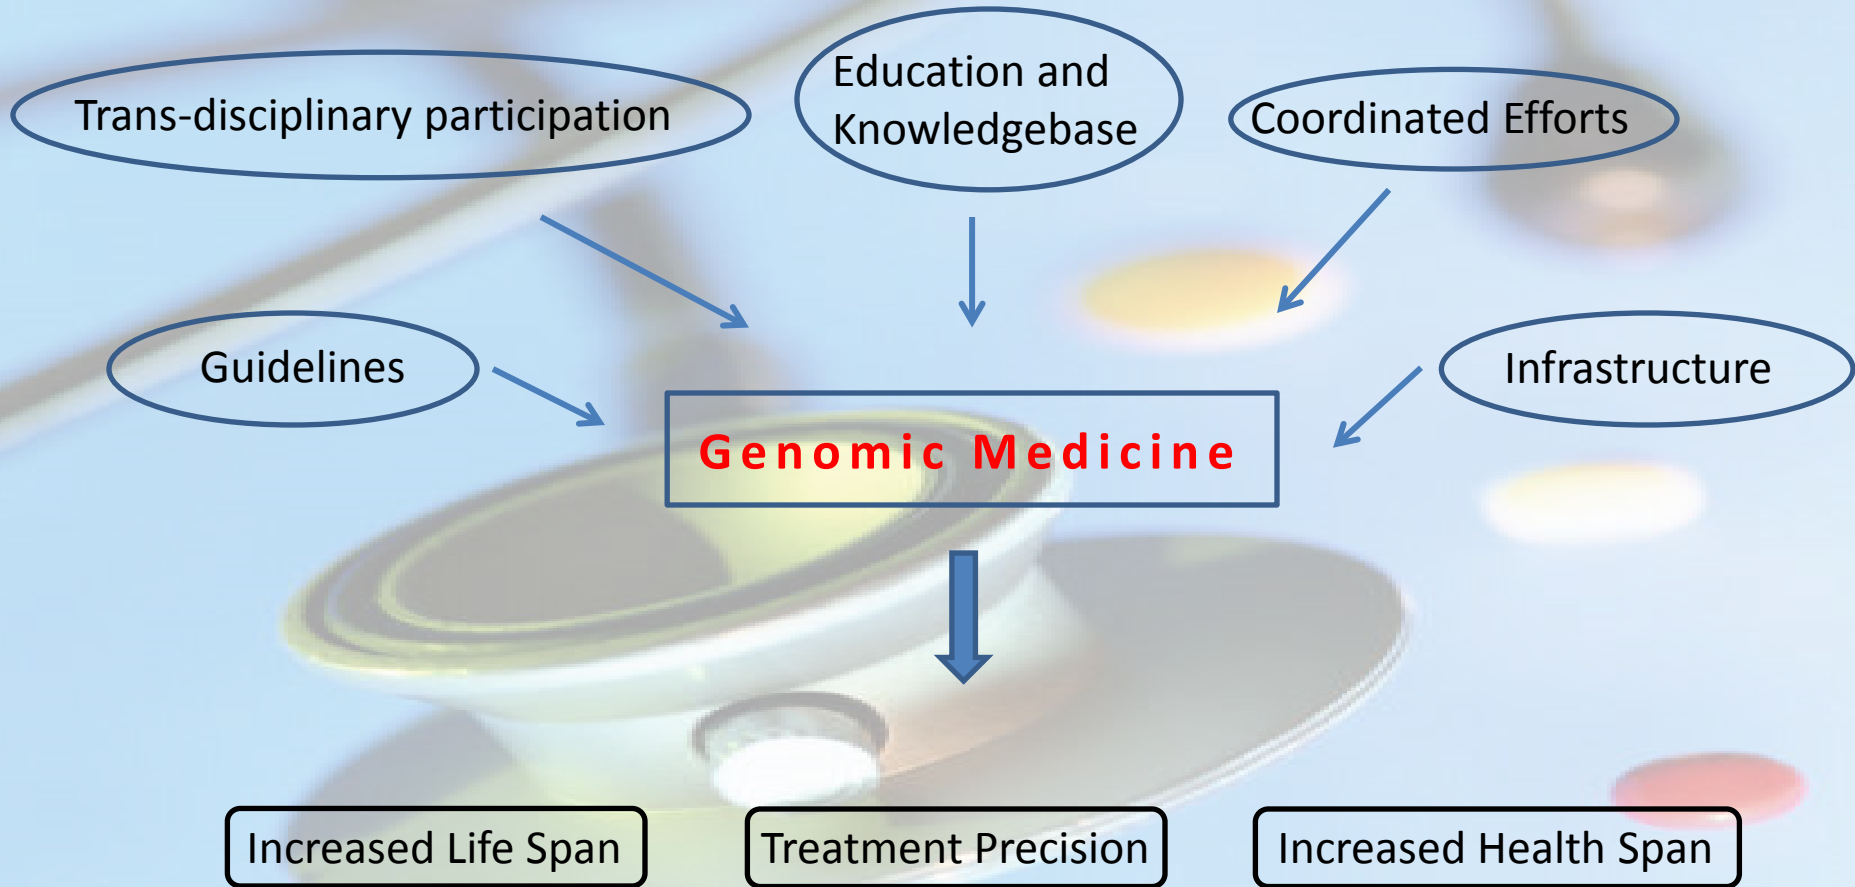 Trans-disciplinary participation
Education and
Knowledgebase
Coordinated Efforts
Guidelines
Infrastructure
Genomic Medicine
Increased Life Span
Treatment Precision
Increased Health Span